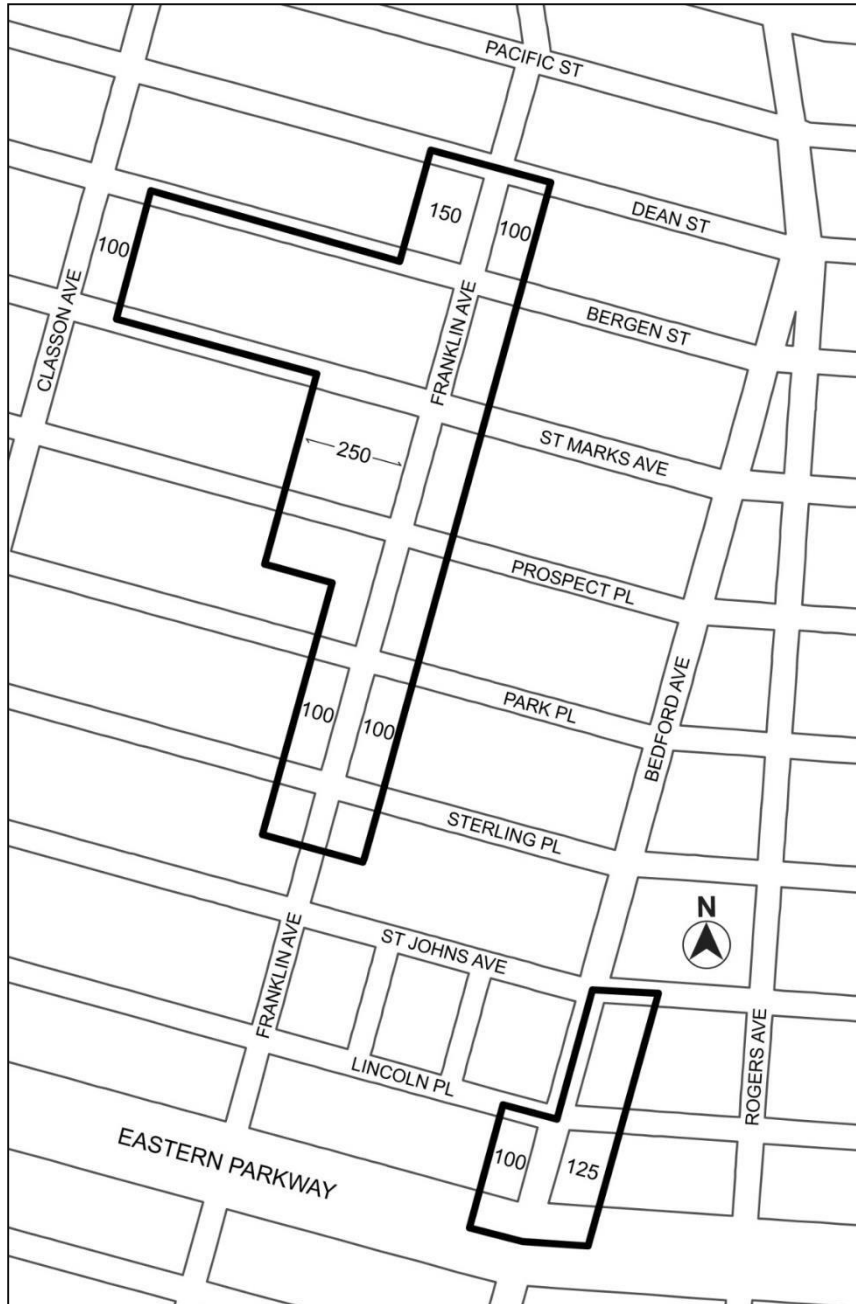 PACIFIC ST
150
DEAN ST
100
100
BERGEN ST
CLASSON AVE
FRANKLIN AVE
ST MARKS AVE
250
PROSPECT PL
PARK PL
BEDFORD AVE
100
100
STERLING PL
N
ST JOHNS AVE
FRANKLIN AVE
ROGERS AVE
LINCOLN PL
EASTERN PARKWAY
100
125